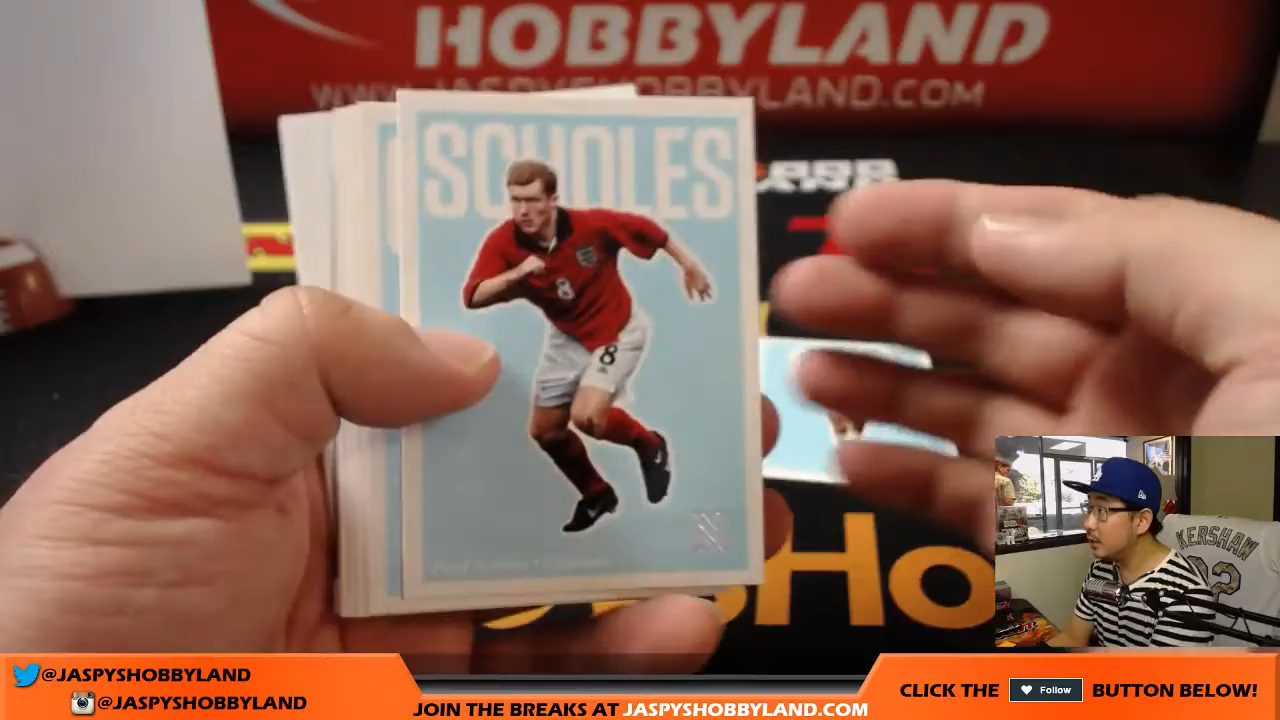 HOBBYLAND
WWW.JASPYSHOBBYLAND.COM
SCHOLES
8
8
KERSHAW
22
@JASPYSHOBBYLAND
@JASPYSHOBBYLAND
JOIN THE BREAKS AT JASPYSHOBBYLAND.COM
CLICK THE Follow BUTTON BELOW!